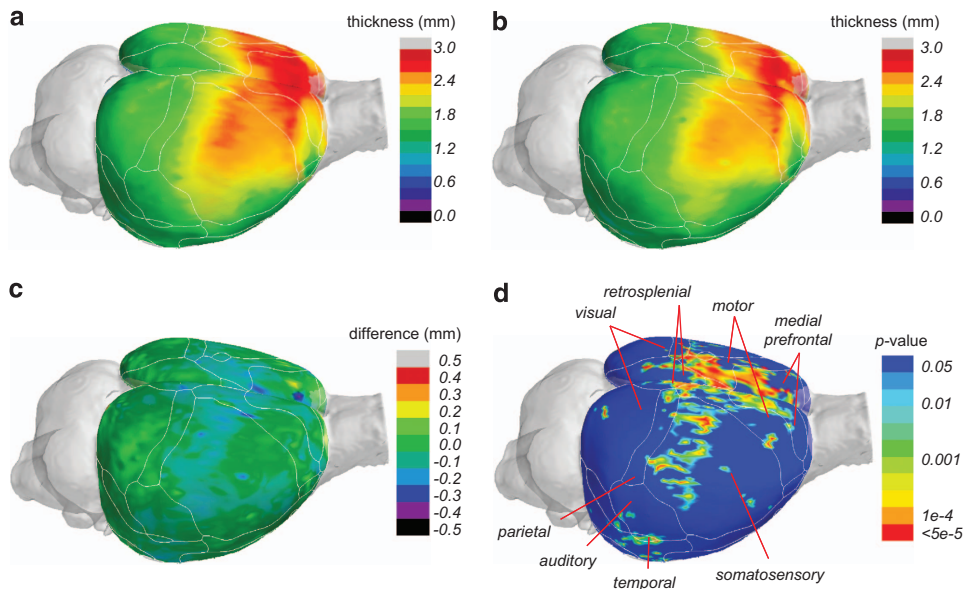 a
thickness (mm)
3.0
2.4
1.8
1.2
0.6
0.0
b
thickness (mm)
3.0
2.4
1.8
1.2
0.6
0.0
c
difference (mm)
0.5
0.4
0.3
0.2
0.1
0.0
-0.1
-0.2
-0.3
-0.4
-0.5
d
retrosplenial
visual
motor
medial
prefrontal
p-value
0.05
0.01
0.001
1e-4
<5e-5
parietal
auditory
temporal
somatosensory